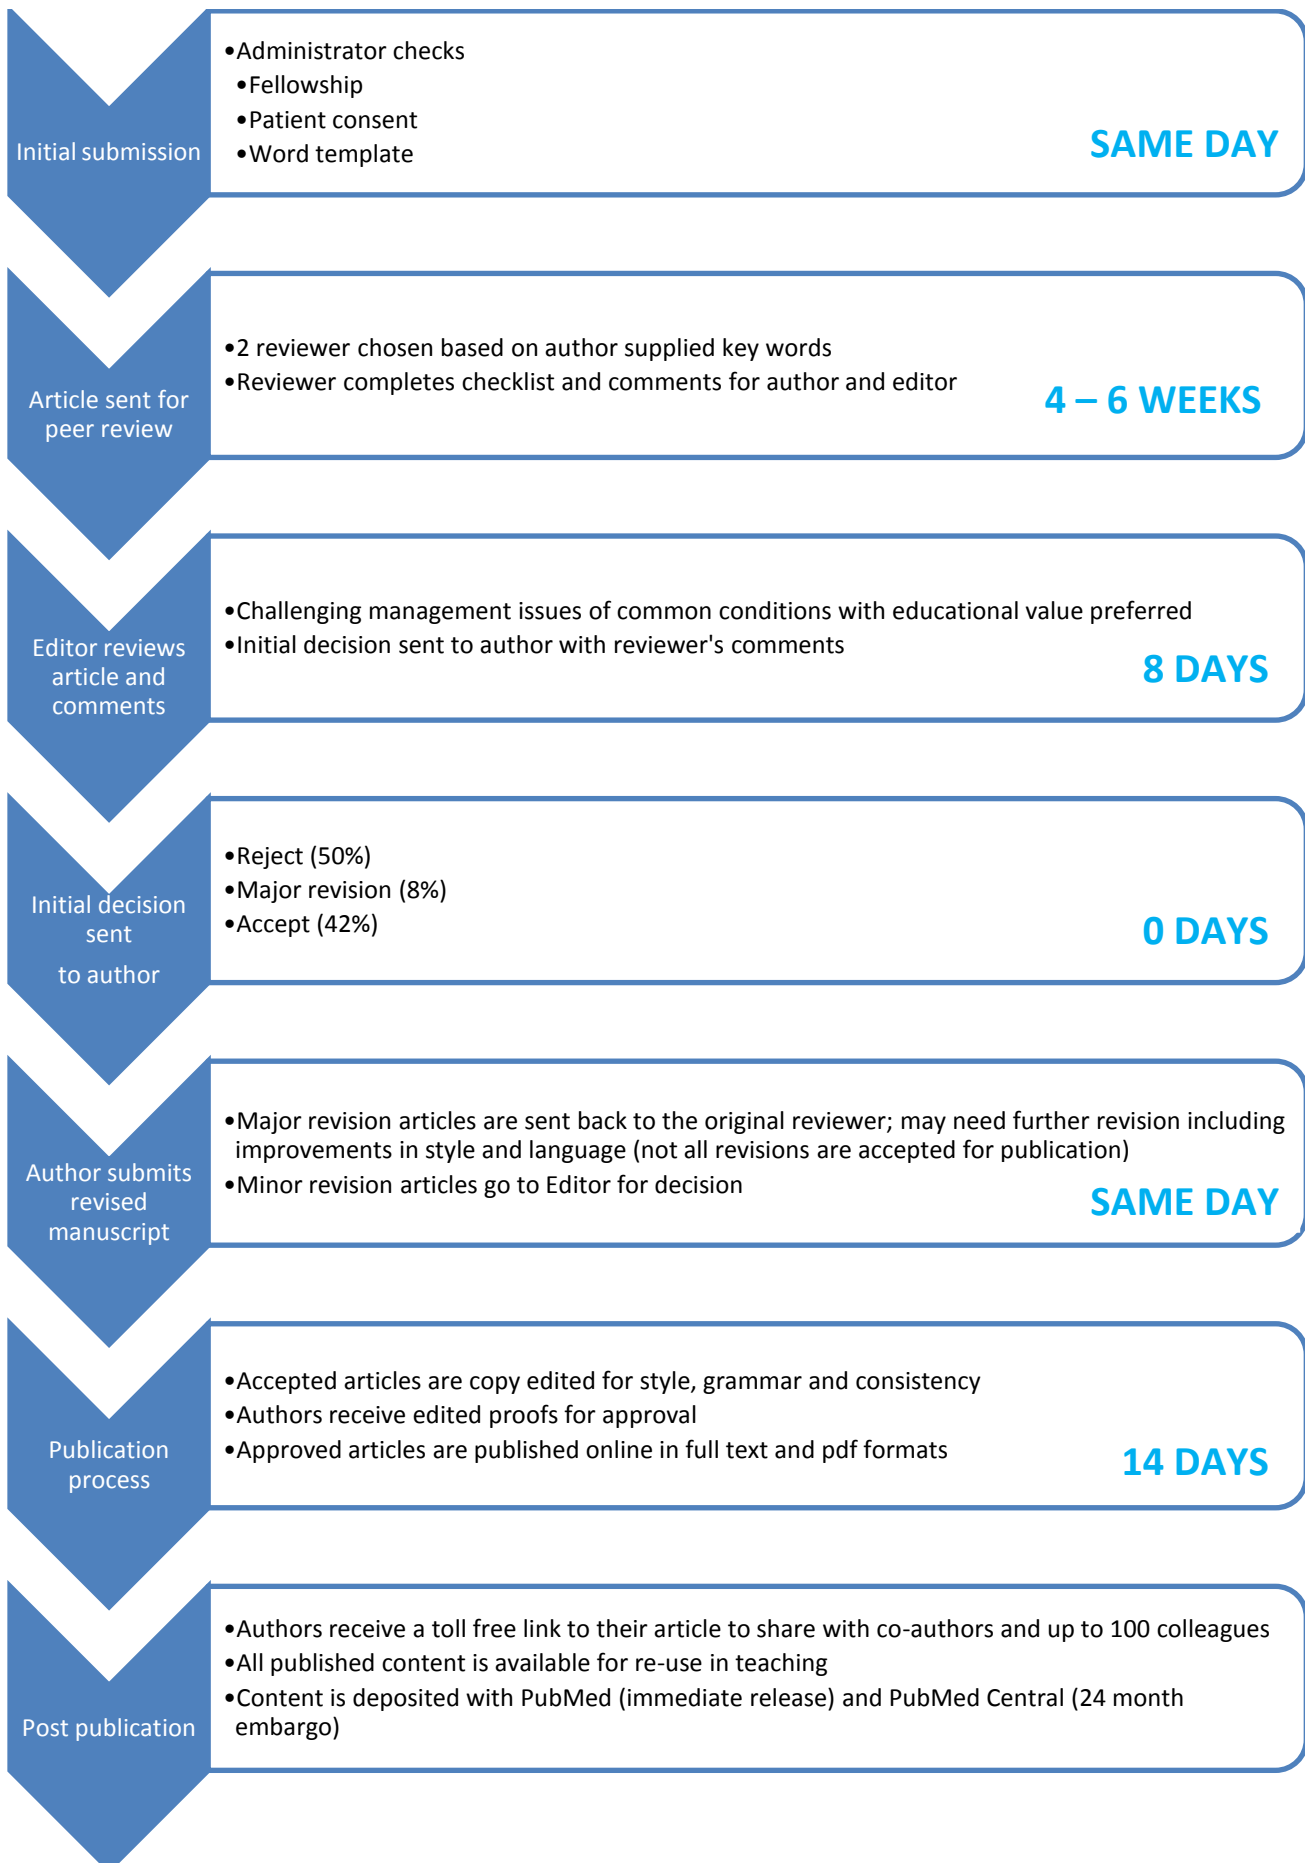 Initial submission
•Administrator checks
•Fellowship
•Patient consent
•Word template
SAME DAY
Article sent for
peer review
•2 reviewer chosen based on author supplied key words
•Reviewer completes checklist and comments for author and editor
4 – 6 WEEKS
Editor reviews
article and
comments
•Challenging management issues of common conditions with educational value preferred
•Initial decision sent to author with reviewer's comments
8 DAYS
Initial decision
sent
to author
•Reject (50%)
•Major revision (8%)
•Accept (42%)
0 DAYS
Author submits
revised
manuscript
•Major revision articles are sent back to the original reviewer; may need further revision including
improvements in style and language (not all revisions are accepted for publication)
•Minor revision articles go to Editor for decision
SAME DAY
Publication
process
•Accepted articles are copy edited for style, grammar and consistency
•Authors receive edited proofs for approval
•Approved articles are published online in full text and pdf formats
14 DAYS
Post publication
•Authors receive a toll free link to their article to share with co-authors and up to 100 colleagues
•All published content is available for re-use in teaching
•Content is deposited with PubMed (immediate release) and PubMed Central (24 month
embargo)